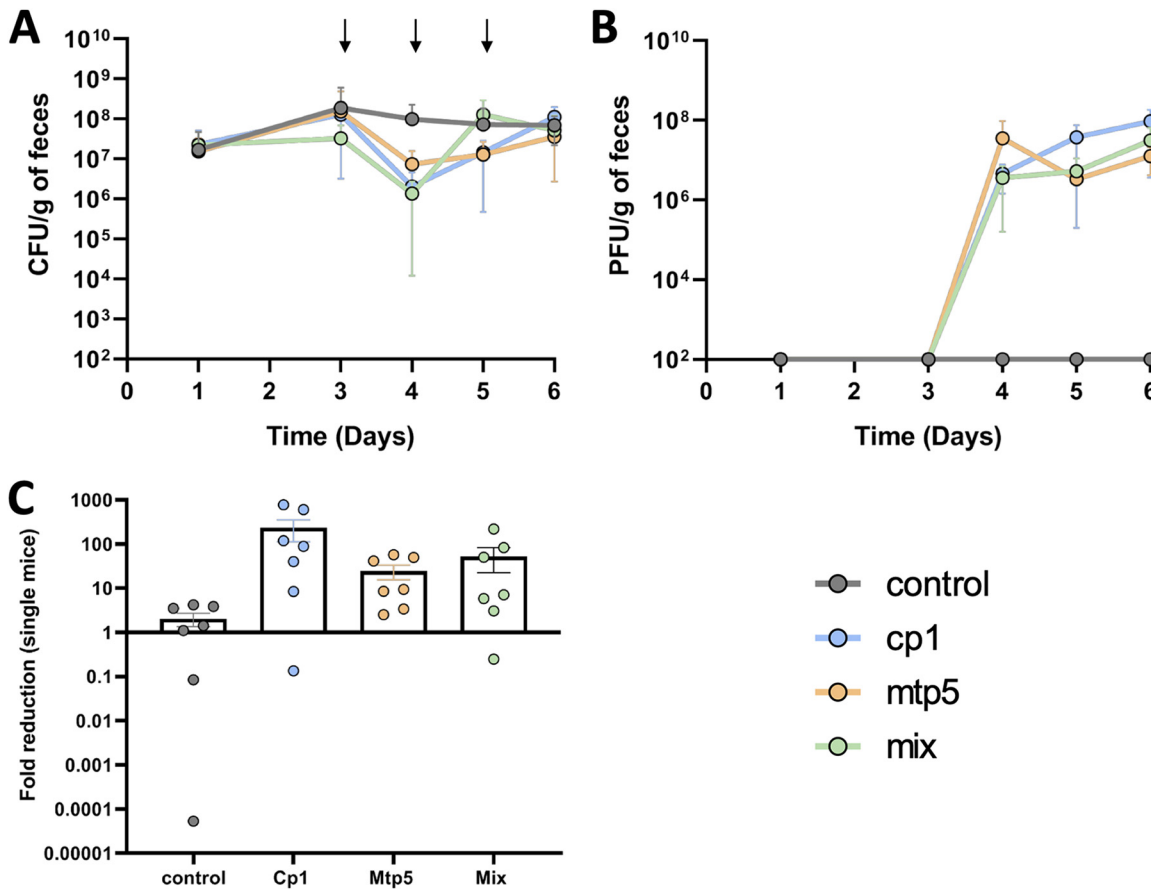 A
CFU/g of feces
10¹⁰
10⁹
10⁸
10⁷
10⁶
10⁵
10⁴
10³
10²
0 1 2 3 4 5 6
Time (Days)
B
PFU/g of feces
10¹⁰
10⁸
10⁶
10⁴
10²
0 1 2 3 4 5 6
Time (Days)
C
Fold reduction (single mice)
1000
100
10
1
0.1
0.01
0.001
0.0001
0.00001
control Cp1 Mtp5 Mix
control
cp1
mtp5
mix